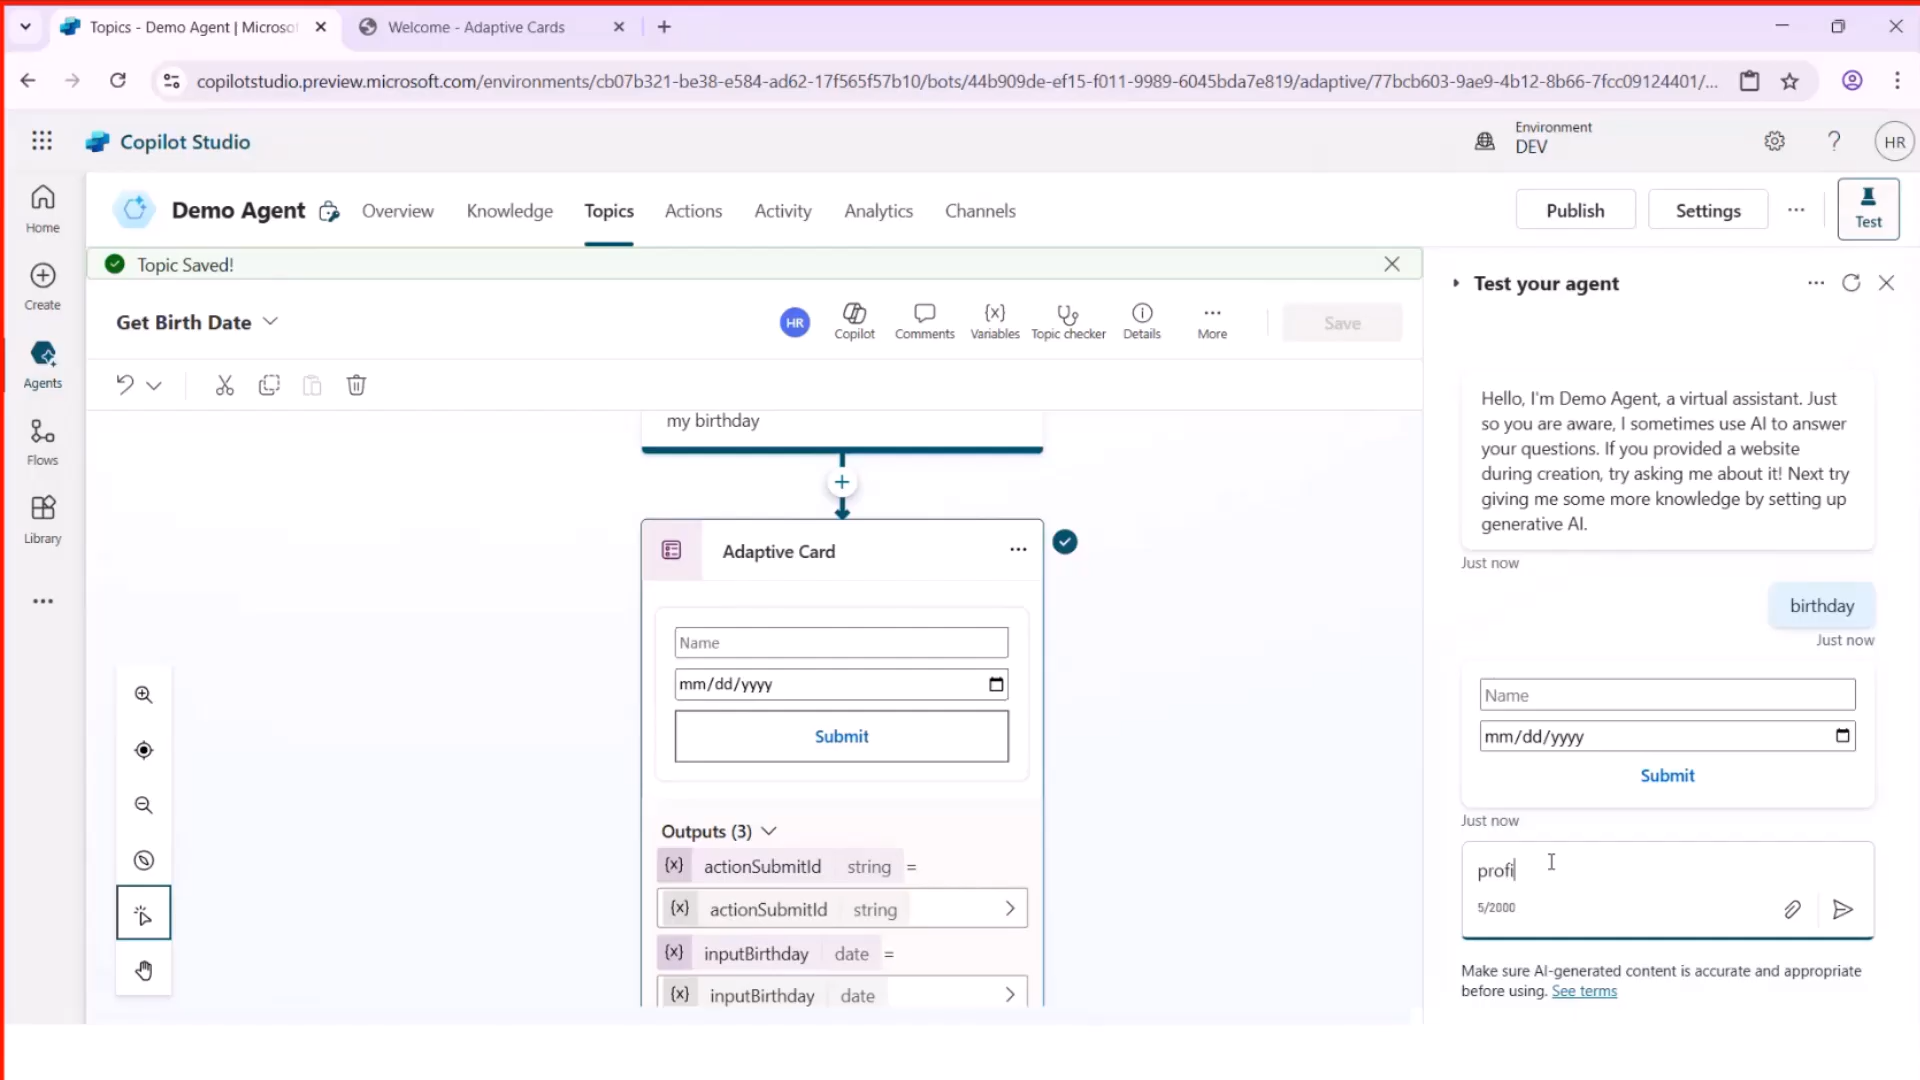 Topics - Demo Agent | Microsof
Welcome - Adaptive Cards
copilotstudio.preview.microsoft.com/environments/cb07b321-be38-e584-ad62-17f565f57b10/bots/44b909de-ef15-f011-9989-6045bda7e819/adaptive/77bcb603-9ae9-4b12-8b66-7fcc09124401/...
Copilot Studio
Environment
DEV
HR
Home
Create
Agents
Flows
Library
Demo Agent
Overview
Knowledge
Topics
Actions
Activity
Analytics
Channels
Publish
Settings
Test
Topic Saved!
Get Birth Date
HR
Copilot
Comments
Variables
Topic checker
Details
More
Save
my birthday
Adaptive Card
Name
mm/dd/yyyy
Submit
Outputs (3)
{x} actionSubmitId string =
{x} actionSubmitId string
{x} inputBirthday date =
{x} inputBirthday date
Test your agent
Hello, I'm Demo Agent, a virtual assistant. Just
so you are aware, I sometimes use AI to answer
your questions. If you provided a website
during creation, try asking me about it! Next try
giving me some more knowledge by setting up
generative AI.
Just now
birthday
Just now
Name
mm/dd/yyyy
Submit
Just now
profi
5/2000
Make sure AI-generated content is accurate and appropriate
before using. See terms